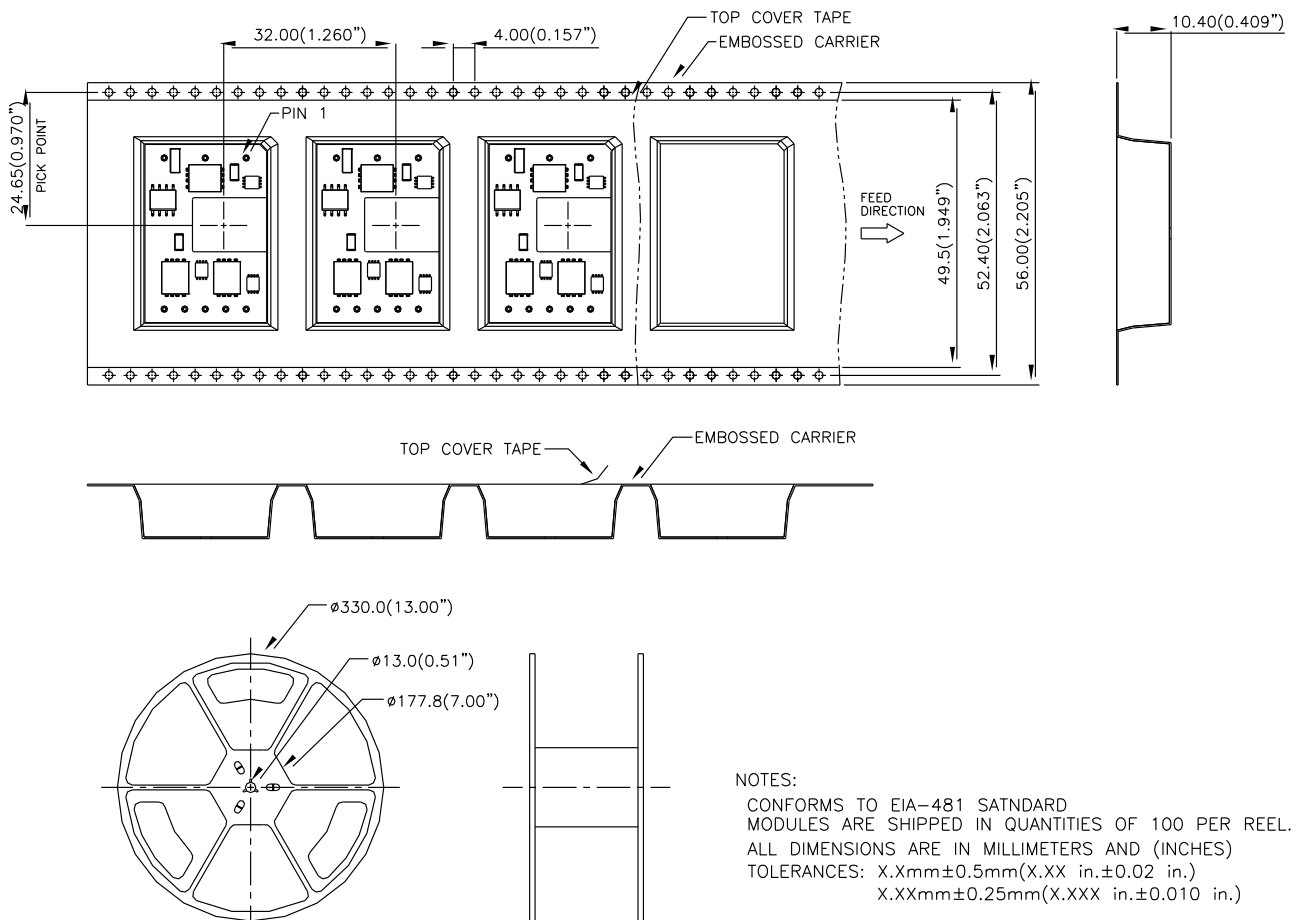 TOP COVER TAPE
10.40(0.409”)
32.00(1.260”)
4.00(0.157”)
EMBOSSED CARRIER
24.65(0.970”)
PICK POINT
PIN 1
FEED
DIRECTION
49.5(1.949”)
52.40(2.063”)
56.00(2.205”)
TOP COVER TAPE
EMBOSSED CARRIER
ø330.0(13.00”)
ø13.0(0.51”)
ø177.8(7.00”)
NOTES:
CONFORMS TO EIA-481 SATNDARD
MODULES ARE SHIPPED IN QUANTITIES OF 100 PER REEL.
ALL DIMENSIONS ARE IN MILLIMETERS AND (INCHES)
TOLERANCES: X.Xmm±0.5mm(X.XX in.±0.02 in.)
X.XXmm±0.25mm(X.XXX in.±0.010 in.)